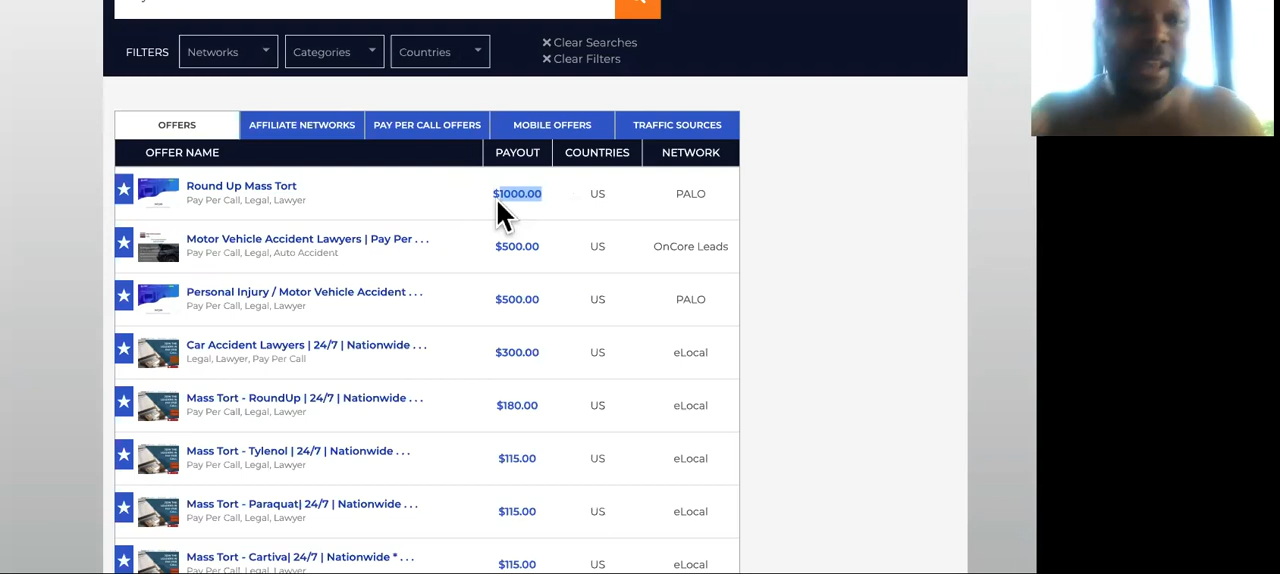 FILTERS Networks Categories Countries
Clear Searches
Clear Filters
OFFERS AFFILIATE NETWORKS PAY PER CALL OFFERS MOBILE OFFERS TRAFFIC SOURCES
OFFER NAME PAYOUT COUNTRIES NETWORK
Round Up Mass Tort $1000.00 US PALO
Pay Per Call, Legal, Lawyer
Motor Vehicle Accident Lawyers | Pay Per . . . $500.00 US OnCore Leads
Pay Per Call, Legal, Auto Accident
Personal Injury / Motor Vehicle Accident . . . $500.00 US PALO
Pay Per Call, Legal, Lawyer
Car Accident Lawyers | 24/7 | Nationwide . . . $300.00 US eLocal
Legal, Lawyer, Pay Per Call
Mass Tort - RoundUp | 24/7 | Nationwide . . . $180.00 US eLocal
Pay Per Call, Legal, Lawyer
Mass Tort - Tylenol | 24/7 | Nationwide . . . $115.00 US eLocal
Pay Per Call, Legal, Lawyer
Mass Tort - Paraquat| 24/7 | Nationwide . . . $115.00 US eLocal
Pay Per Call, Legal, Lawyer
Mass Tort - Cartiva| 24/7 | Nationwide * . . . $115.00 US eLocal
Pay Per Call, Legal, Lawyer